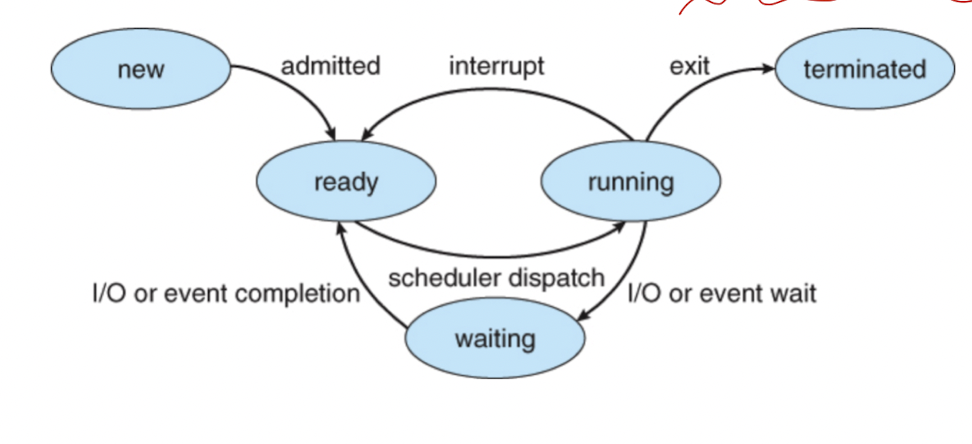 new
admitted
interrupt
exit
terminated
ready
running
scheduler dispatch
I/O or event completion
I/O or event wait
waiting